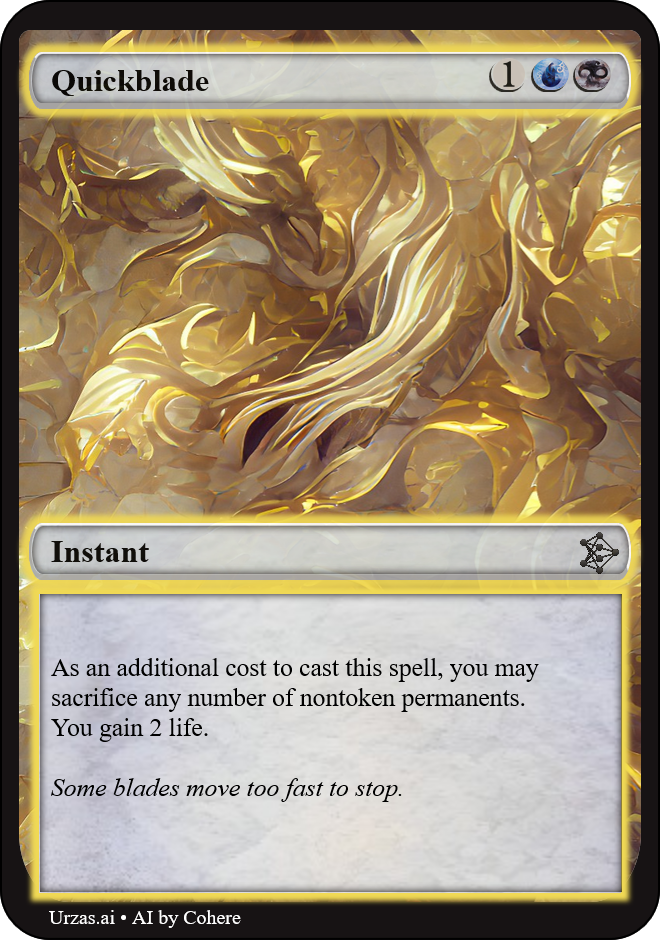 Quickblade 1
Instant
As an additional cost to cast this spell, you may
sacrifice any number of nontoken permanents.
You gain 2 life.
Some blades move too fast to stop.
Urzas.ai • AI by Cohere